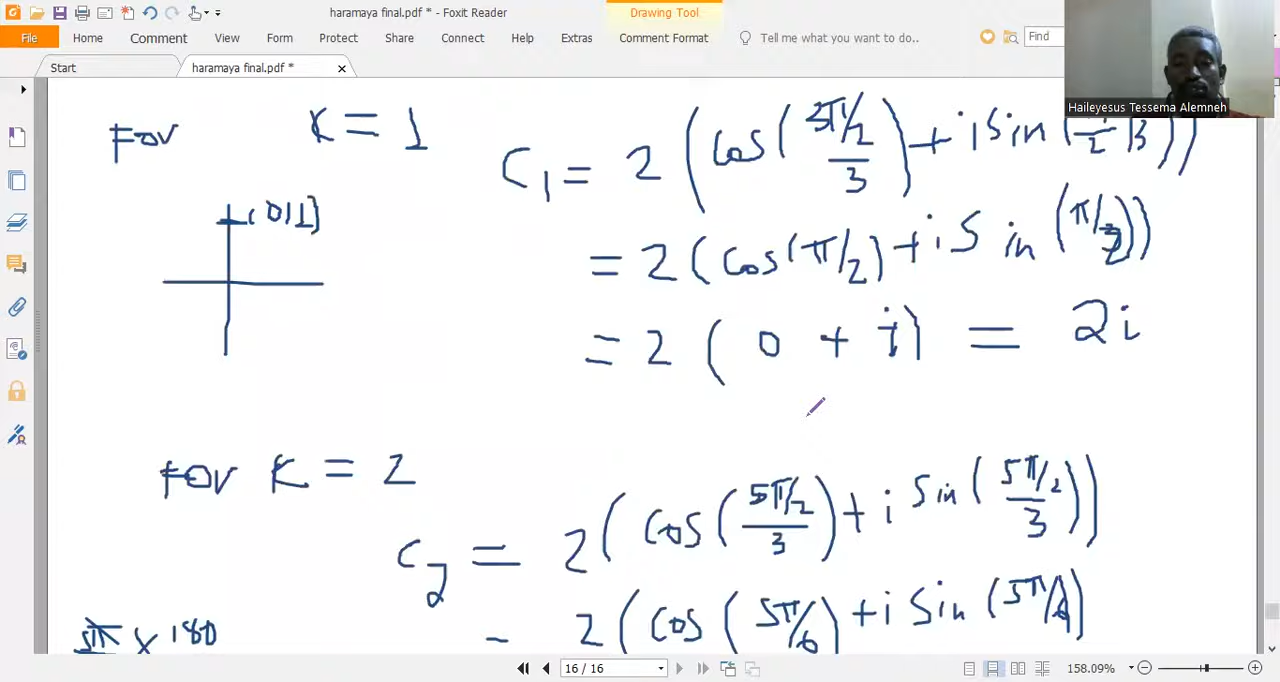 haramaya final.pdf * - Foxit Reader
Drawing Tool
File Home Comment View Form Protect Share Connect Help Extras Comment Format Tell me what you want to do.. Find
Start haramaya final.pdf *
Haileyesus Tessema Alemneh
For K = 1
C₁ = 2 (cos(3π/2 / 3) + i sin(
(0,1)
= 2 (cos(π/2) + i sin (π/2))
= 2 ( 0 + i) = 2i
For K = 2
C₂ = 2 (cos (5π/2 / 3) + i sin (5π/2 / 3))
= 2 (cos (5π/6) + i sin (5π/6)
5π × 180
16 / 16
158.09%